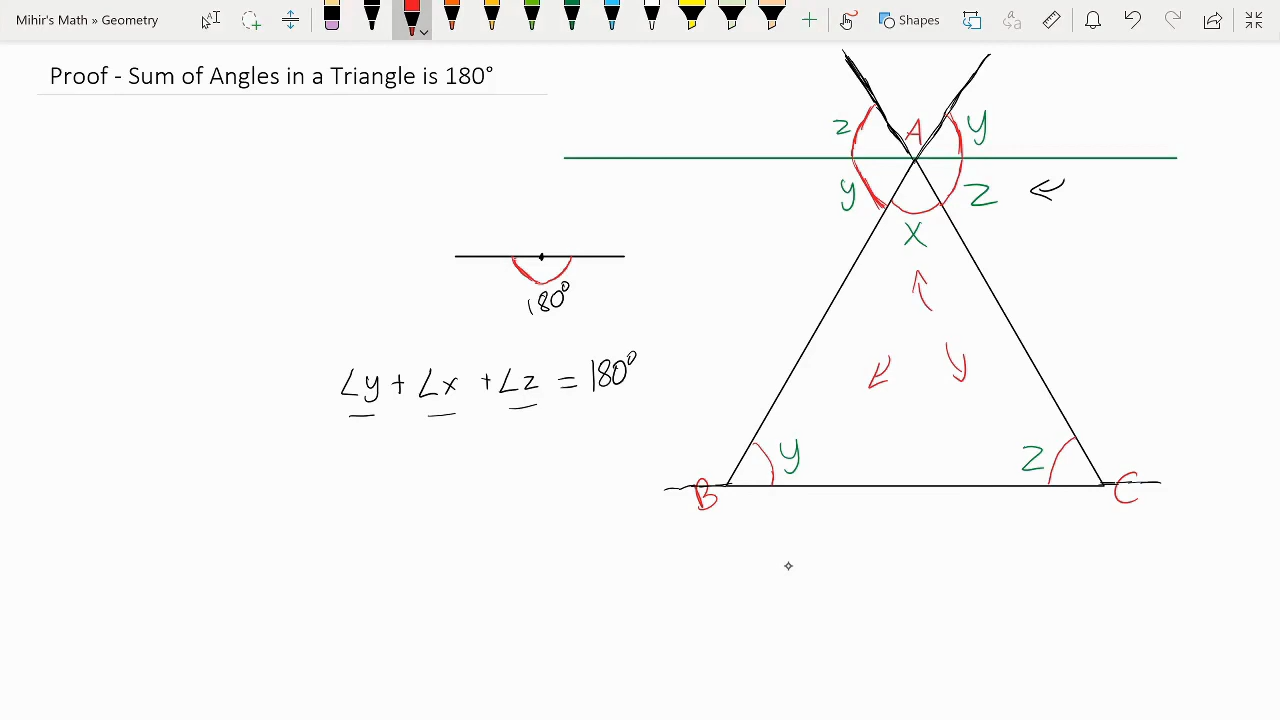 Mihir's Math » Geometry
Shapes
Proof - Sum of Angles in a Triangle is 180°
z A y
y z
x
180°
∠y + ∠x + ∠z = 180°
y z
B C